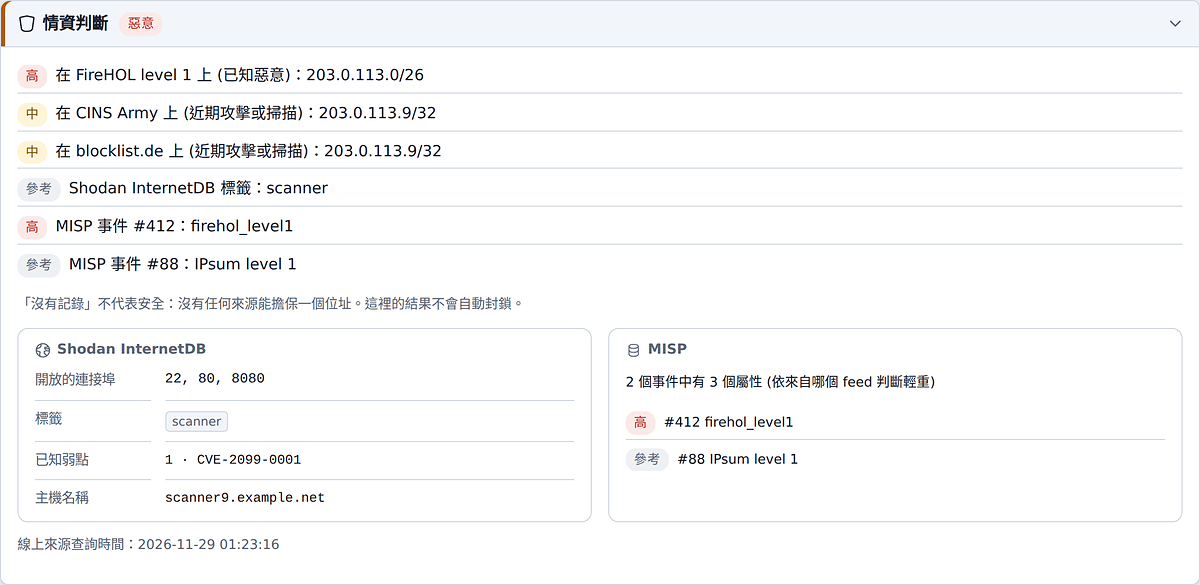 情資判斷 惡意
高 在 FireHOL level 1 上 (已知惡意)：203.0.113.0/26
中 在 CINS Army 上 (近期攻擊或掃描)：203.0.113.9/32
中 在 blocklist.de 上 (近期攻擊或掃描)：203.0.113.9/32
參考 Shodan InternetDB 標籤：scanner
高 MISP 事件 #412：firehol_level1
參考 MISP 事件 #88：IPsum level 1
「沒有記錄」不代表安全：沒有任何來源能擔保一個位址。這裡的結果不會自動封鎖。
Shodan InternetDB
開放的連接埠 22, 80, 8080
標籤 scanner
已知弱點 1 · CVE-2099-0001
主機名稱 scanner9.example.net
MISP
2 個事件中有 3 個屬性 (依來自哪個 feed 判斷輕重)
高 #412 firehol_level1
參考 #88 IPsum level 1
線上來源查詢時間：2026-11-29 01:23:16